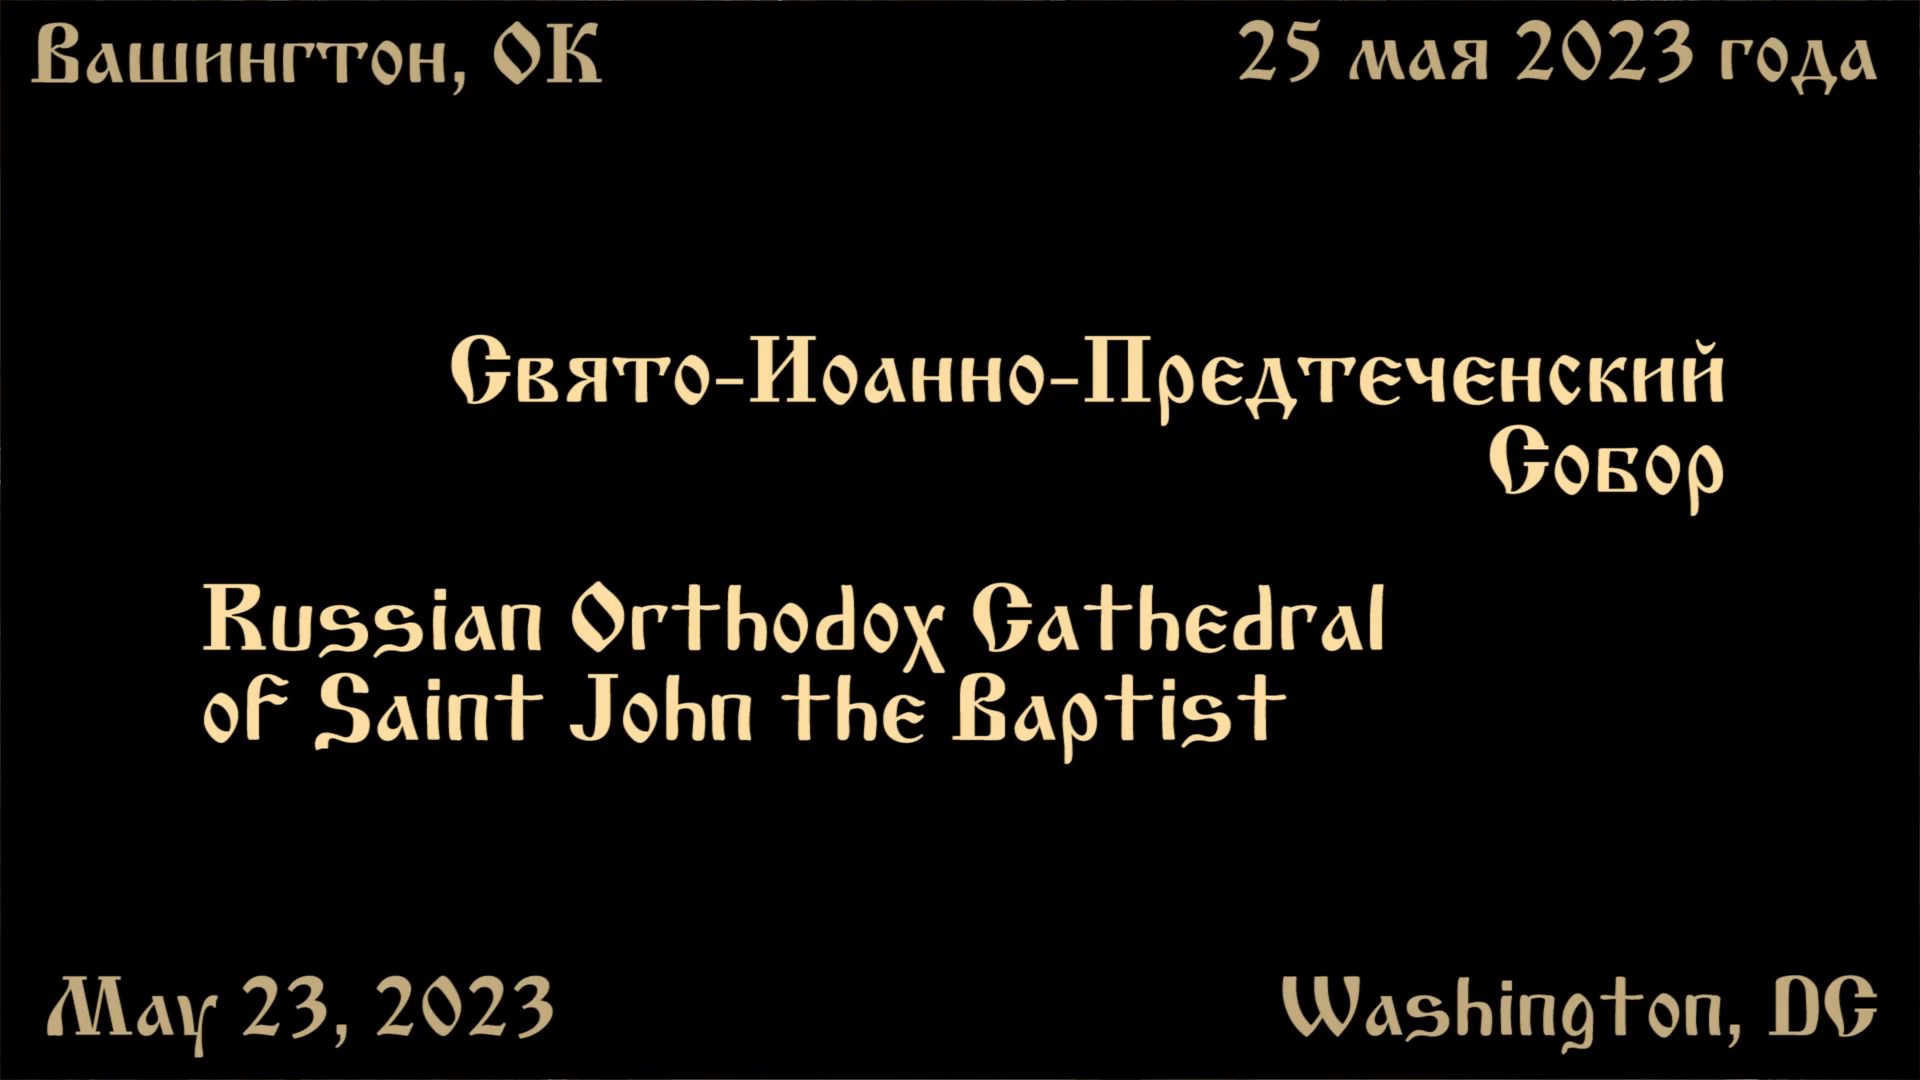 Вашингтон, ОК
25 мая 2023 года
Свято-Иоанно-Предтеченский
Собор
Russian Orthodox Cathedral
of Saint John the Baptist
May 23, 2023
Washington, DC